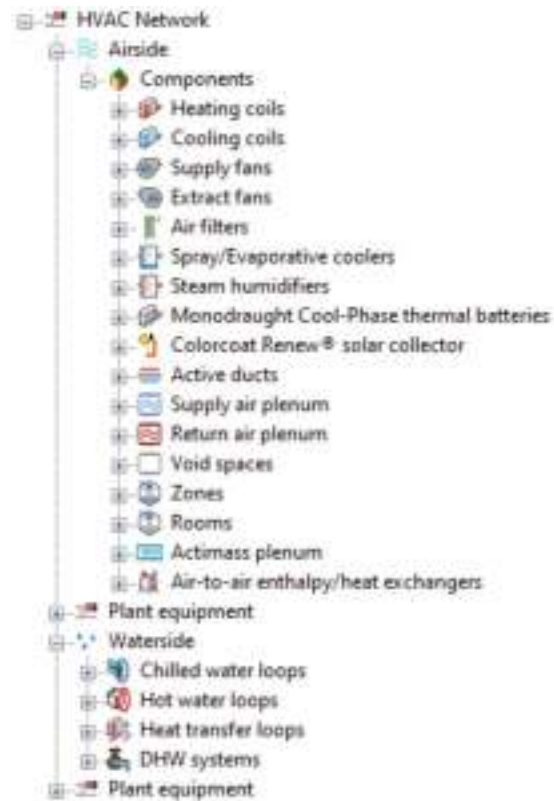 HVAC Network
Airside
Components
Heating coils
Cooling coils
Supply fans
Extract fans
Air filters
Spray/Evaporative coolers
Steam humidifiers
Monodraught Cool-Phase thermal batteries
Colorcoat Renew® solar collector
Active ducts
Supply air plenum
Return air plenum
Void spaces
Zones
Rooms
Actimass plenum
Air-to-air enthalpy/heat exchangers
Plant equipment
Waterside
Chilled water loops
Hot water loops
Heat transfer loops
DHW systems
Plant equipment